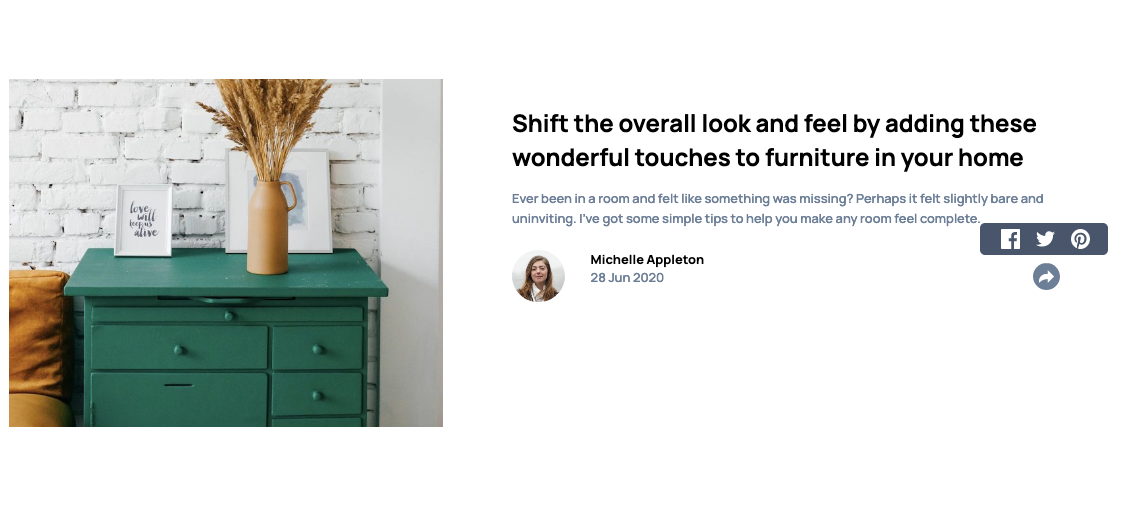 love
will
keep us
alive
Shift the overall look and feel by adding these
wonderful touches to furniture in your home
Ever been in a room and felt like something was missing? Perhaps it felt slightly bare and
uninviting. I've got some simple tips to help you make any room feel complete.
Michelle Appleton
28 Jun 2020